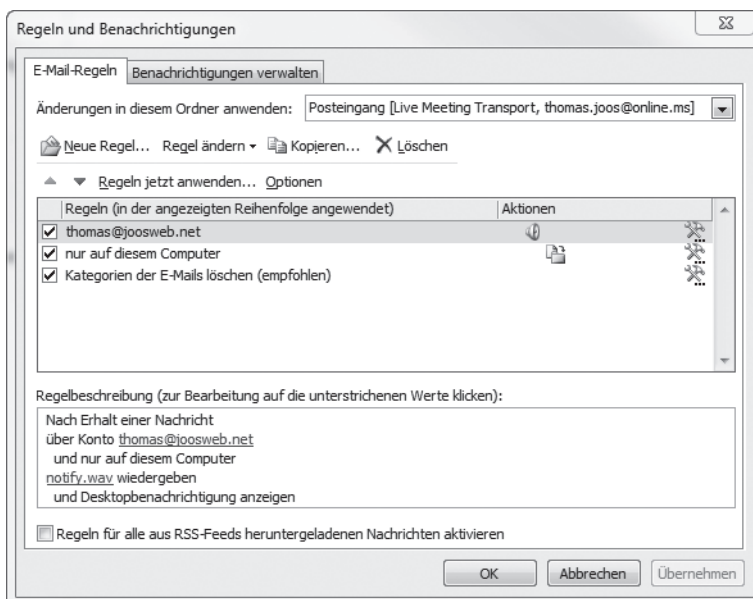 Regeln und Benachrichtigungen
E-Mail-Regeln Benachrichtigungen verwalten
Änderungen in diesem Ordner anwenden: Posteingang [Live Meeting Transport, thomas.joos@online.ms]
Neue Regel... Regel ändern Kopieren... Löschen
Regeln jetzt anwenden... Optionen
Regeln (in der angezeigten Reihenfolge angewendet) Aktionen
thomas@joosweb.net
nur auf diesem Computer
Kategorien der E-Mails löschen (empfohlen)
Regelbeschreibung (zur Bearbeitung auf die unterstrichenen Werte klicken):
Nach Erhalt einer Nachricht
über Konto thomas@joosweb.net
und nur auf diesem Computer
notify.wav wiedergeben
und Desktopbenachrichtigung anzeigen
Regeln für alle aus RSS-Feeds heruntergeladenen Nachrichten aktivieren
OK Abbrechen Übernehmen